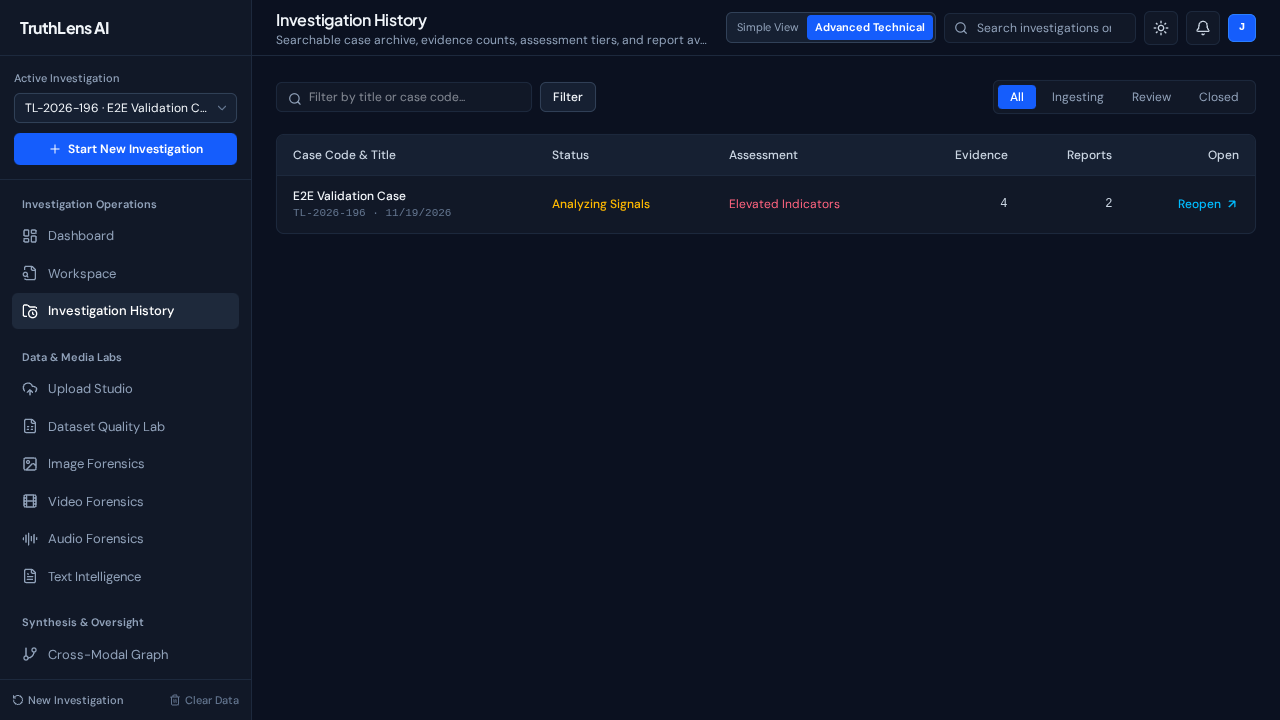 TruthLens AI
Active Investigation
TL-2026-196 · E2E Validation C...
Start New Investigation
Investigation Operations
Dashboard
Workspace
Investigation History
Data & Media Labs
Upload Studio
Dataset Quality Lab
Image Forensics
Video Forensics
Audio Forensics
Text Intelligence
Synthesis & Oversight
Cross-Modal Graph
New Investigation
Clear Data
Investigation History
Searchable case archive, evidence counts, assessment tiers, and report av...
Simple View
Advanced Technical
Search investigations or
J
Filter by title or case code...
Filter
All
Ingesting
Review
Closed
Case Code & Title
Status
Assessment
Evidence
Reports
Open
E2E Validation Case
TL-2026-196 · 11/19/2026
Analyzing Signals
Elevated Indicators
4
2
Reopen